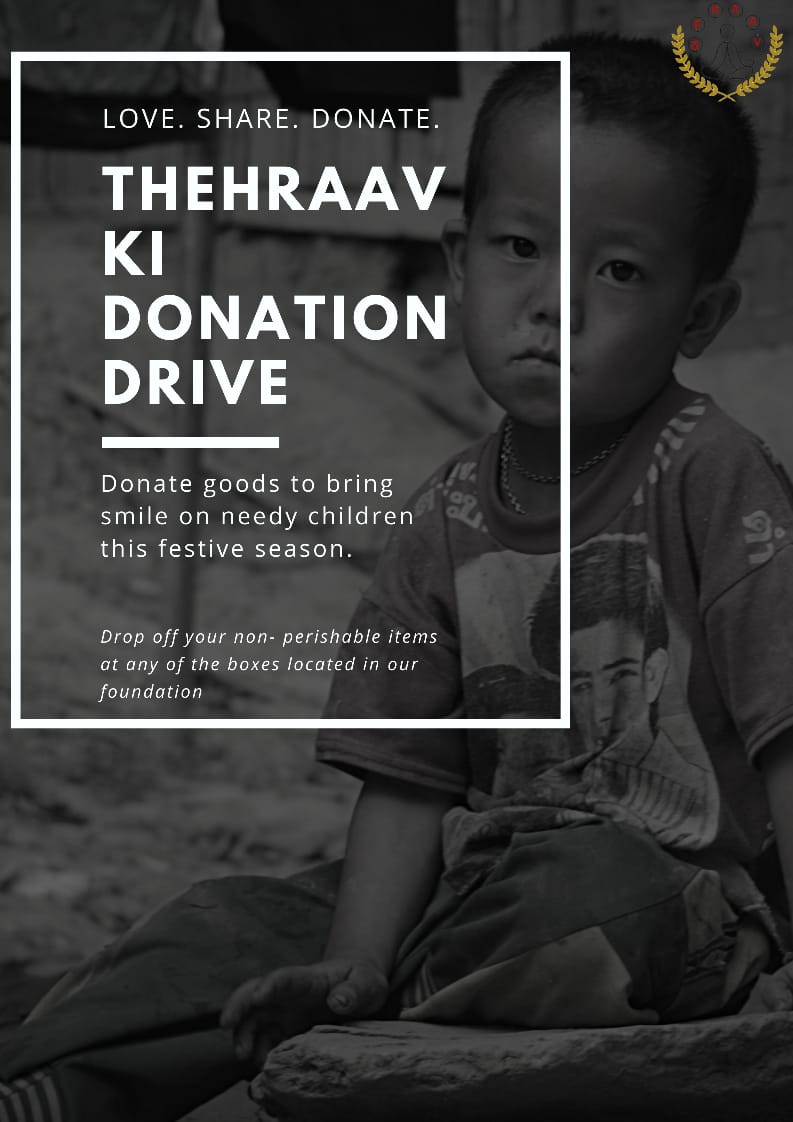 LOVE. SHARE. DONATE.
THEHRAAV
KI
DONATION
DRIVE
Donate goods to bring
smile on needy children
this festive season.
Drop off your non- perishable items
at any of the boxes located in our
foundation